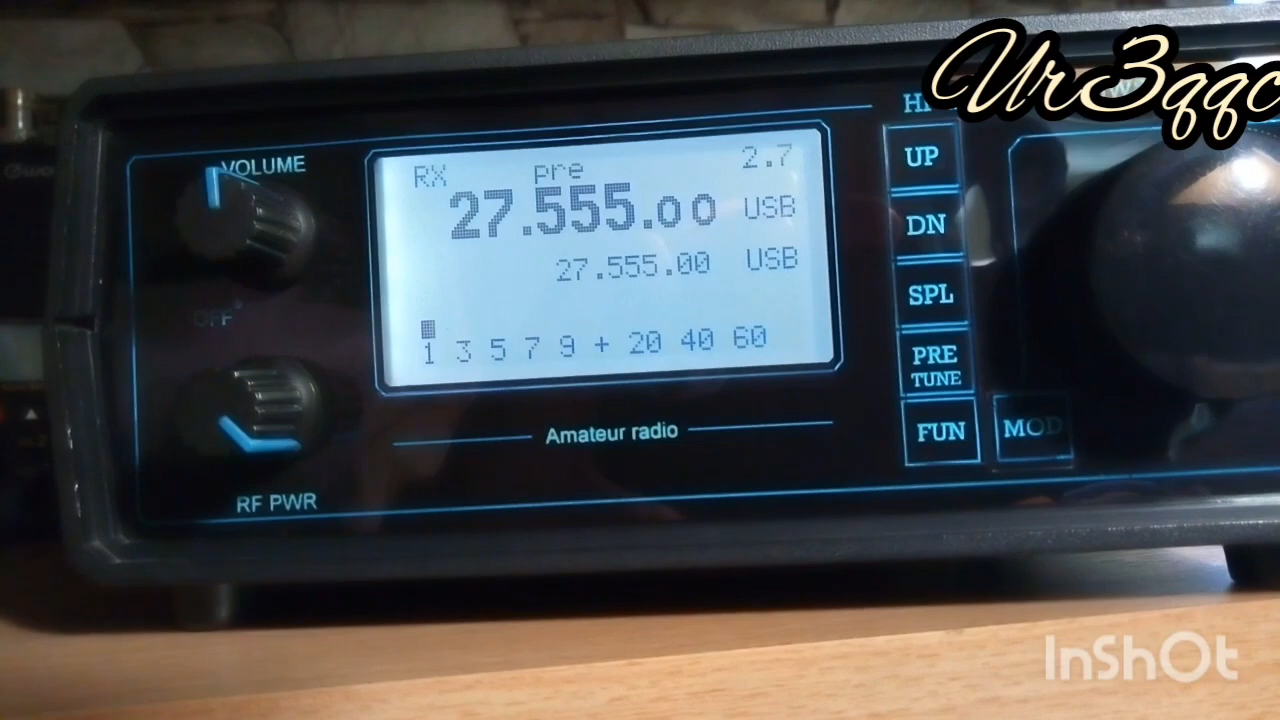 Ur3qqc
VOLUME
OFF
RF PWR
RX pre 2.7
27.555.00 USB
27.555.00 USB
1 3 5 7 9 + 20 40 60
Amateur radio
UP
DN
SPL
PRE
TUNE
FUN
MOD
InShOt